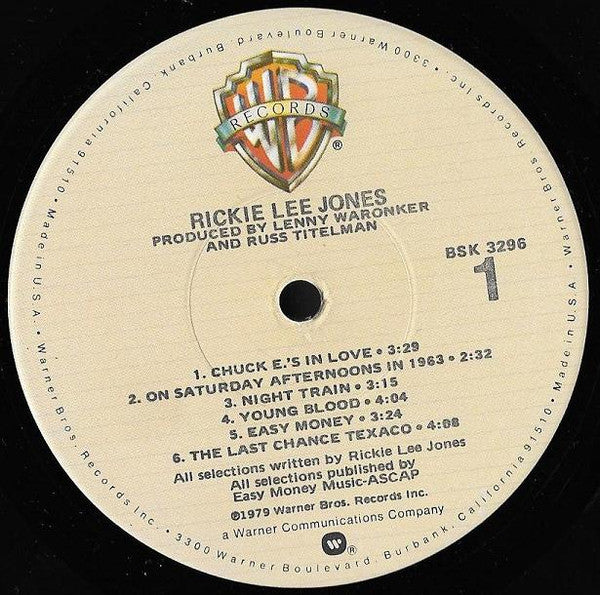 WB
RECORDS
®
RICKIE LEE JONES
PRODUCED BY LENNY WARONKER
AND RUSS TITELMAN
BSK 3296
1
1. CHUCK E.'S IN LOVE • 3:29
2. ON SATURDAY AFTERNOONS IN 1963 • 2:32
3. NIGHT TRAIN • 3:15
4. YOUNG BLOOD • 4:04
5. EASY MONEY • 3:24
6. THE LAST CHANCE TEXACO • 4:08
All selections written by Rickie Lee Jones
All selections published by
Easy Money Music-ASCAP
℗1979 Warner Bros. Records Inc.
a Warner Communications Company
®
Warner Bros. Records Inc. • 3300 Warner Boulevard, Burbank, California 91510 • Made in U.S.A. • Warner Bros. Records Inc. • 3300 Warner Boulevard, Burbank, California 91510 • Made in U.S.A. •